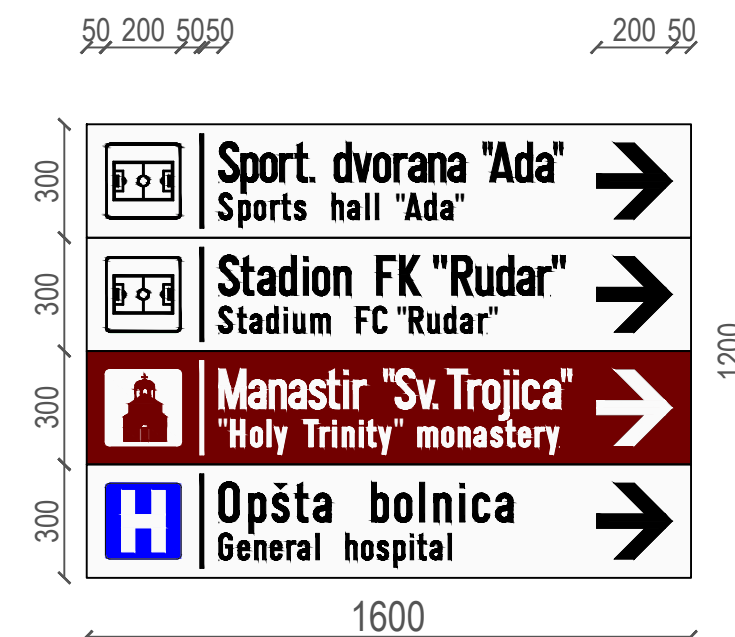 50 200 50 50 200 50
300
Sport. dvorana "Ada"
Sports hall "Ada"
300
Stadion FK "Rudar"
Stadium FC "Rudar"
1200
300
Manastir "Sv. Trojica"
"Holy Trinity" monastery
300
H
Opšta bolnica
General hospital
1600